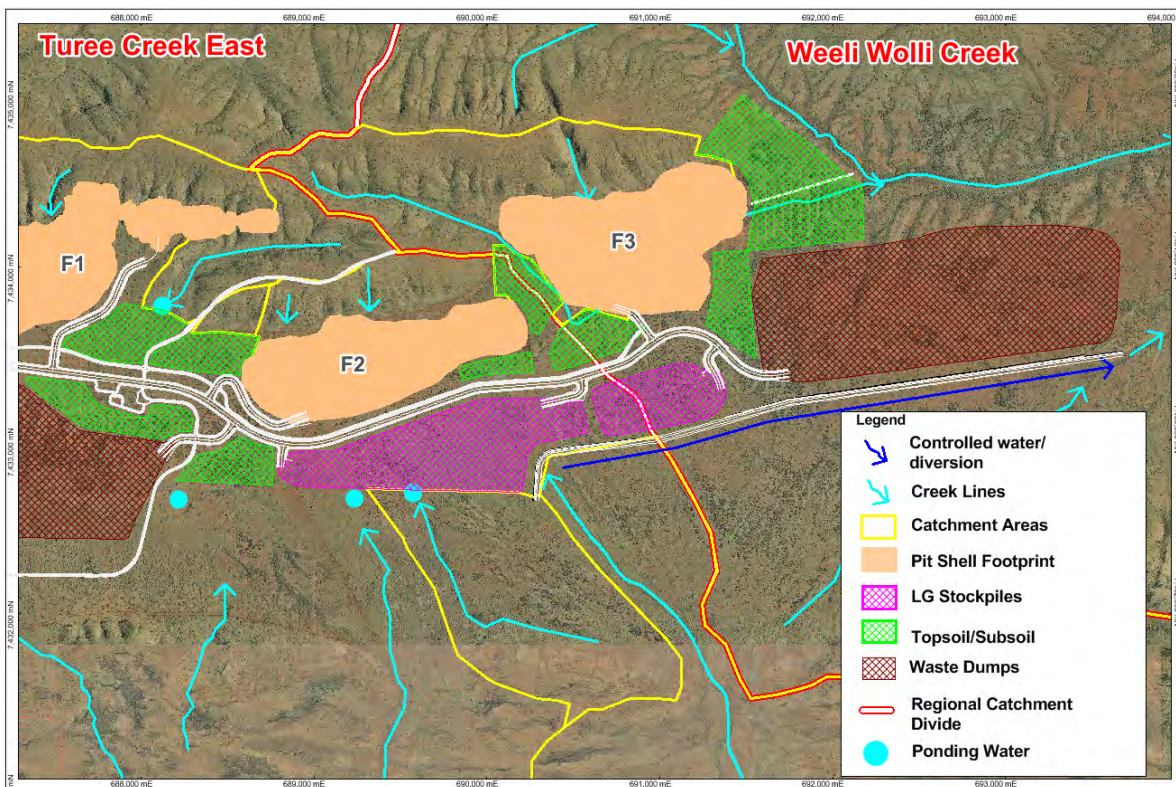 688,000 mE 689,000 mE 690,000 mE 691,000 mE 692,000 mE 693,000 mE 694,0
Turee Creek East
Weeli Wolli Creek
7,435,000 mN
7,434,000 mN
7,433,000 mN
7,432,000 mN
mN
F1
F2
F3
Legend
Controlled water/
diversion
Creek Lines
Catchment Areas
Pit Shell Footprint
LG Stockpiles
Topsoil/Subsoil
Waste Dumps
Regional Catchment
Divide
Ponding Water
688,000 mE 689,000 mE 690,000 mE 691,000 mE 692,000 mE 693,000 mE